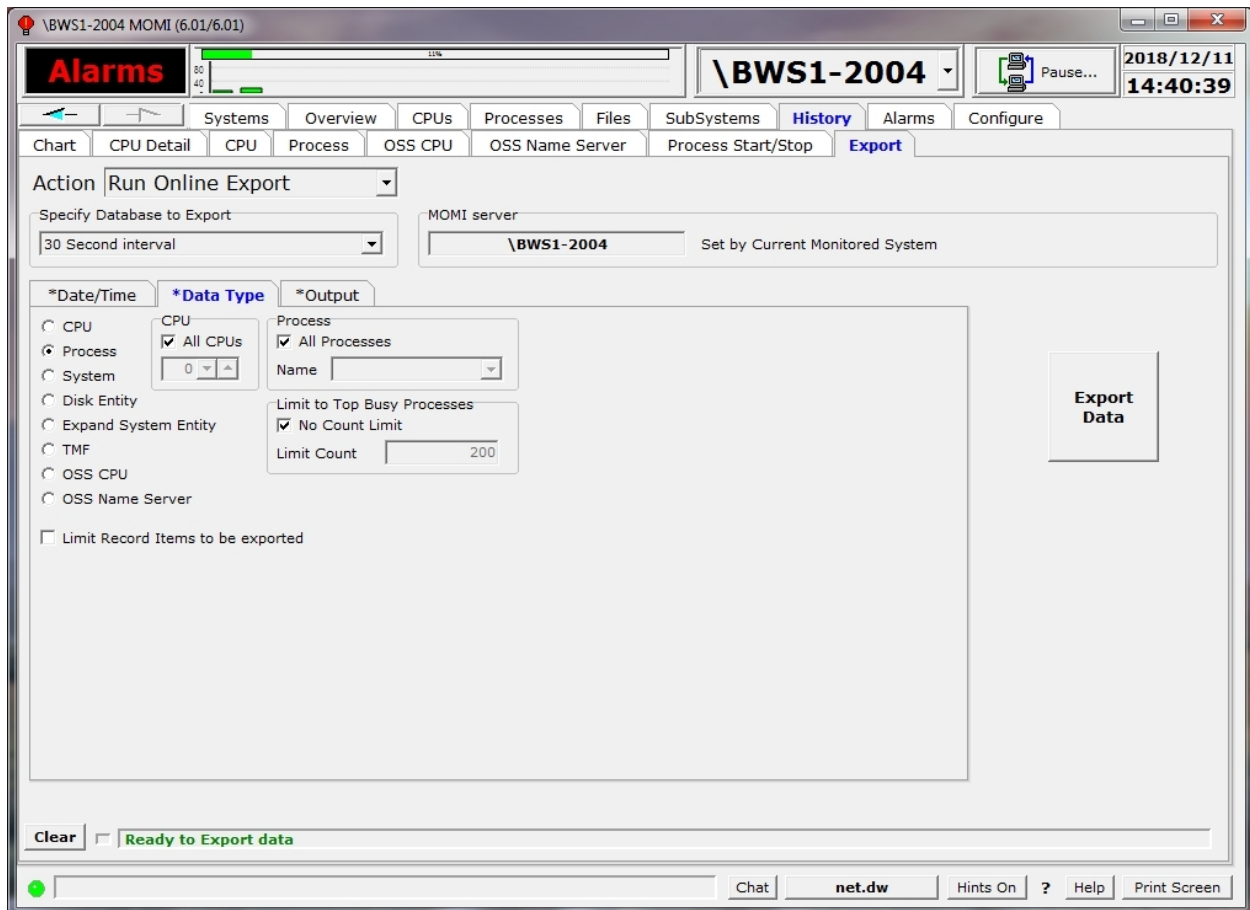 \BWS1-2004 MOMI (6.01/6.01)
Alarms
11%
80
40
\BWS1-2004
Pause...
2018/12/11
14:40:39
Systems Overview CPUs Processes Files SubSystems History Alarms Configure
Chart CPU Detail CPU Process OSS CPU OSS Name Server Process Start/Stop Export
Action Run Online Export
Specify Database to Export
30 Second interval
MOMI server
\BWS1-2004 Set by Current Monitored System
*Date/Time *Data Type *Output
CPU
Process
System
Disk Entity
Expand System Entity
TMF
OSS CPU
OSS Name Server
Limit Record Items to be exported
CPU
All CPUs
0
Process
All Processes
Name
Limit to Top Busy Processes
No Count Limit
Limit Count 200
Export
Data
Clear Ready to Export data
Chat net.dw Hints On ? Help Print Screen